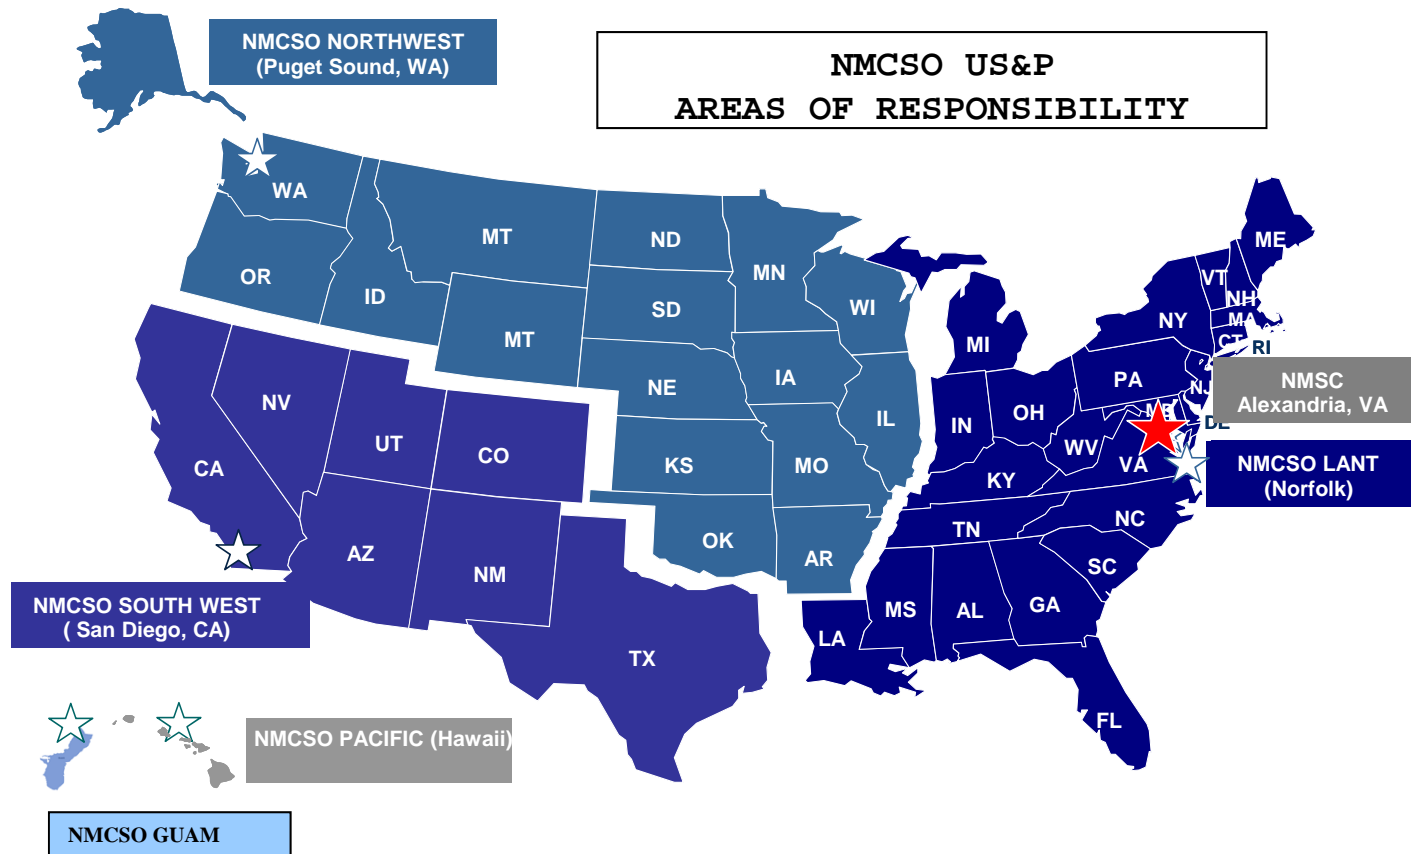 NMCSO NORTHWEST
(Puget Sound, WA)
NMCSO US&P
AREAS OF RESPONSIBILITY
WA
MT
ND
MN
OR
ID
MT
SD
WI
NE
IA
IL
KS
MO
OK
AR
ME
VT
NH
MA
NY
CT
RI
MI
PA
NJ
NMSC
Alexandria, VA
IN
OH
MD
DE
WV
VA
NMCSO LANT
(Norfolk)
KY
NC
TN
SC
MS
AL
GA
LA
FL
NV
UT
CO
CA
AZ
NM
TX
NMCSO SOUTH WEST
( San Diego, CA)
NMCSO PACIFIC (Hawaii)
NMCSO GUAM